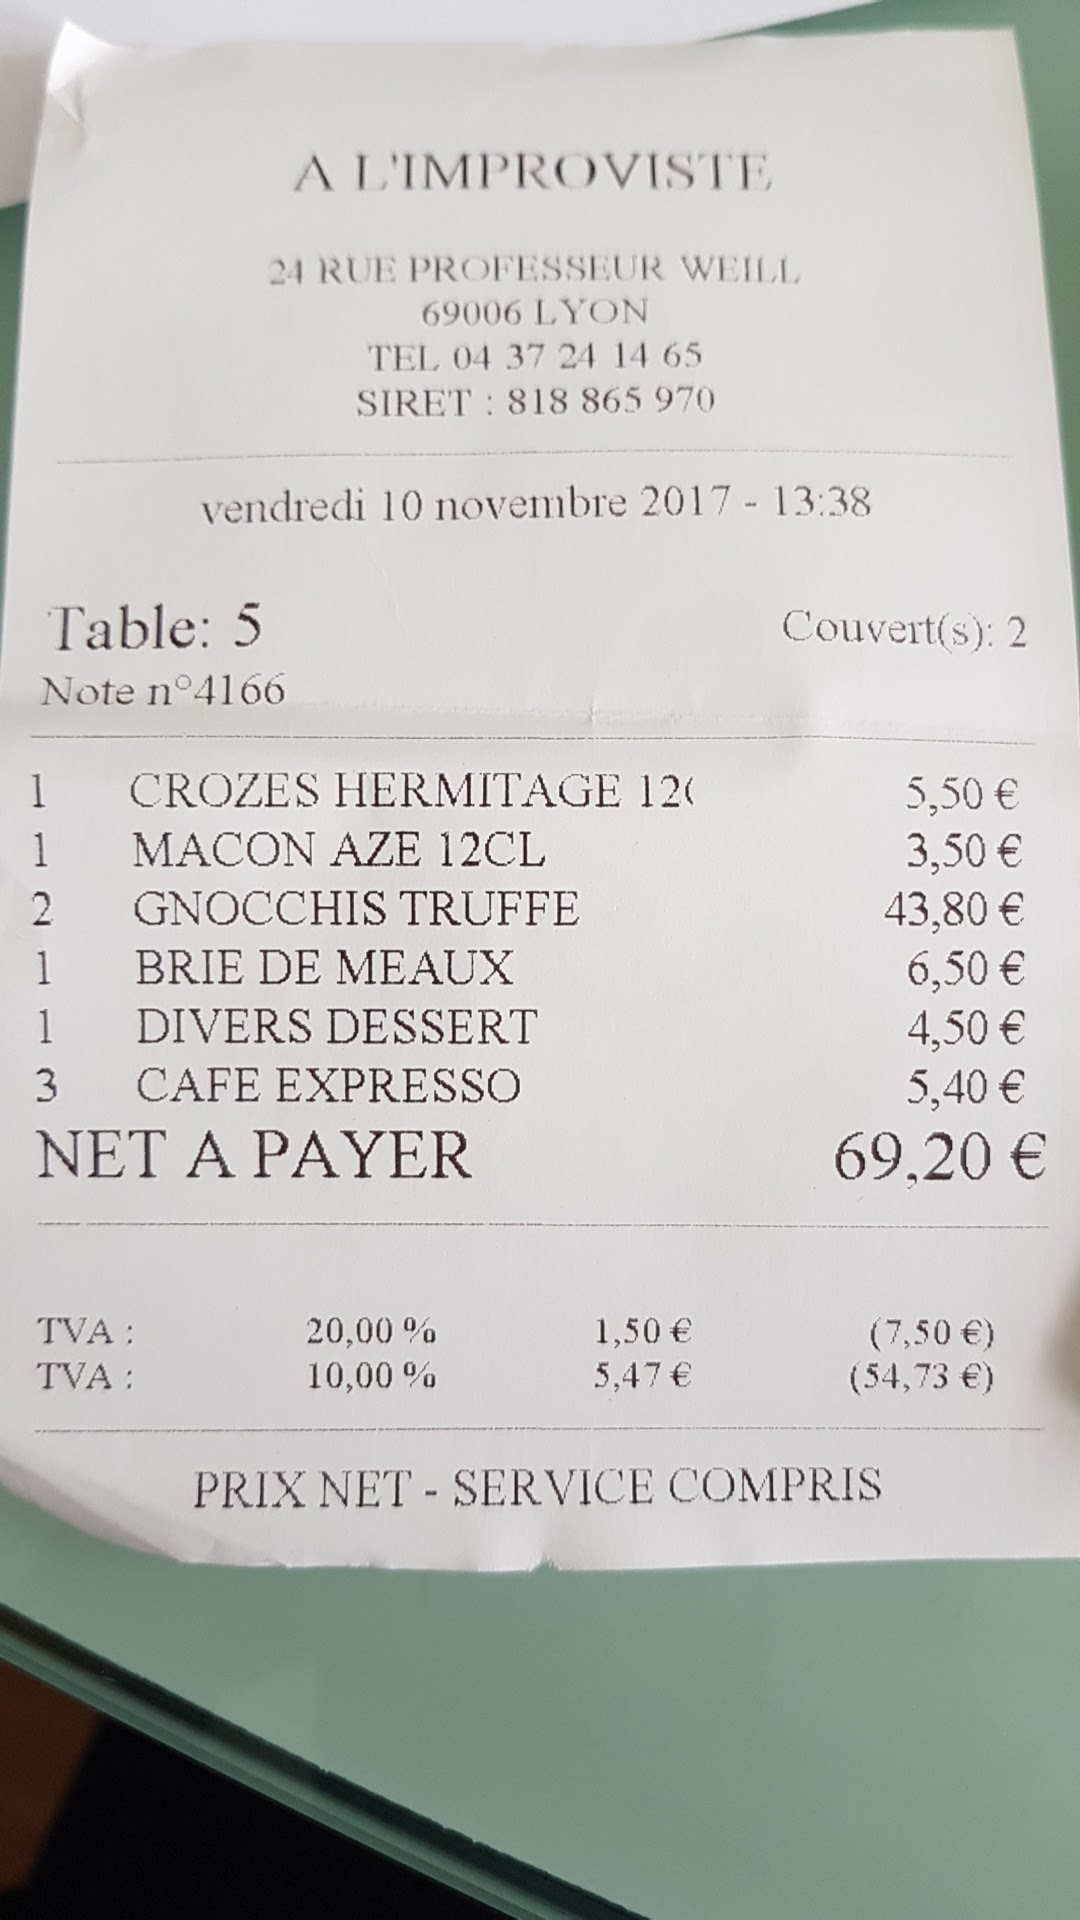 A L'IMPROVISTE
24 RUE PROFESSEUR WEILL
69006 LYON
TEL 04 37 24 14 65
SIRET : 818 865 970
vendredi 10 novembre 2017 - 13:38
Table: 5 Couvert(s): 2
Note n°4166
1 CROZES HERMITAGE 12( 5,50 €
1 MACON AZE 12CL 3,50 €
2 GNOCCHIS TRUFFE 43,80 €
1 BRIE DE MEAUX 6,50 €
1 DIVERS DESSERT 4,50 €
3 CAFE EXPRESSO 5,40 €
NET A PAYER 69,20 €
TVA : 20,00 % 1,50 € (7,50 €)
TVA : 10,00 % 5,47 € (54,73 €)
PRIX NET - SERVICE COMPRIS